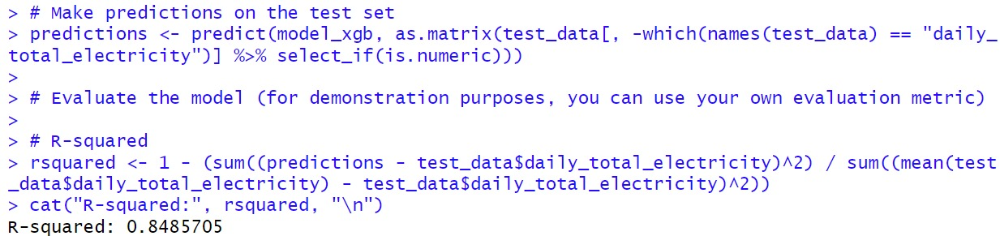 > # Make predictions on the test set
> predictions <- predict(model_xgb, as.matrix(test_data[, -which(names(test_data) == "daily_
total_electricity")] %>% select_if(is.numeric)))
>
> # Evaluate the model (for demonstration purposes, you can use your own evaluation metric)
>
> # R-squared
> rsquared <- 1 - (sum((predictions - test_data$daily_total_electricity)^2) / sum((mean(test
_data$daily_total_electricity) - test_data$daily_total_electricity)^2))
> cat("R-squared:", rsquared, "\n")
R-squared: 0.8485705